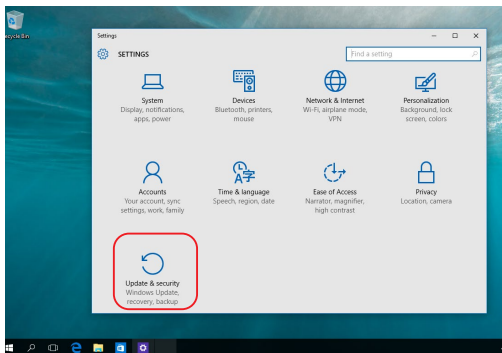 Recycle Bin
Settings
SETTINGS
Find a setting
System
Display, notifications,
apps, power
Devices
Bluetooth, printers,
mouse
Network & Internet
Wi-Fi, airplane mode,
VPN
Personalization
Background, lock
screen, colors
Accounts
Your account, sync
settings, work, family
Time & language
Speech, region, date
Ease of Access
Narrator, magnifier,
high contrast
Privacy
Location, camera
Update & security
Windows Update,
recovery, backup